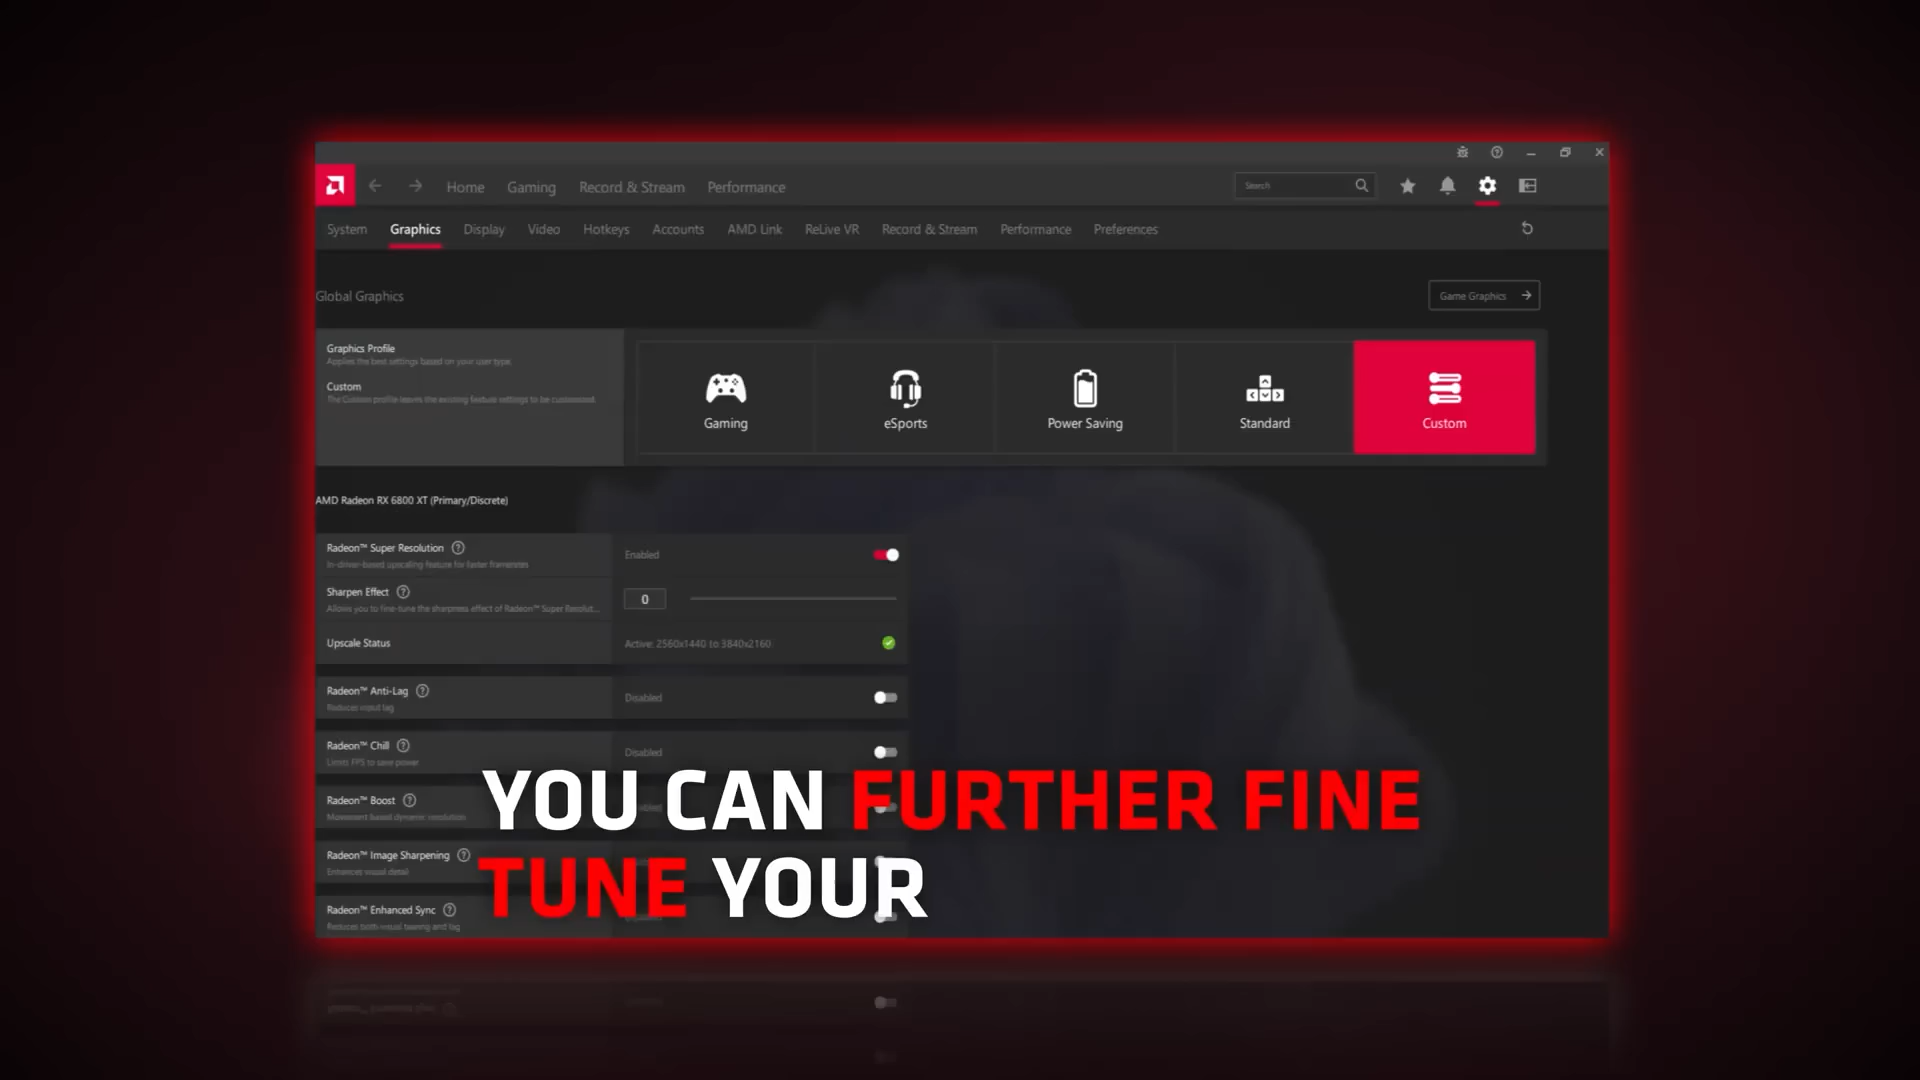 Home Gaming Record & Stream Performance Search
System Graphics Display Video Hotkeys Accounts AMD Link ReLive VR Record & Stream Performance Preferences
Global Graphics
Game Graphics
Graphics Profile
Applies the best settings based on your user type.
Custom
The Custom profile leaves the existing feature settings to be customized.
Gaming eSports Power Saving Standard Custom
AMD Radeon RX 6800 XT (Primary/Discrete)
Radeon™ Super Resolution
In-driver-based upscaling feature for faster framerates
Enabled
Sharpen Effect
Allows you to fine-tune the sharpness effect of Radeon™ Super Resolut...
0
Upscale Status
Active: 2560x1440 to 3840x2160
Radeon™ Anti-Lag
Reduces input lag
Disabled
Radeon™ Chill
Limits FPS to save power
Disabled
Radeon™ Boost
Movement based dynamic resolution
Radeon™ Image Sharpening
Enhances visual detail
Radeon™ Enhanced Sync
Reduces both visual tearing and lag
YOU CAN FURTHER FINE
TUNE YOUR